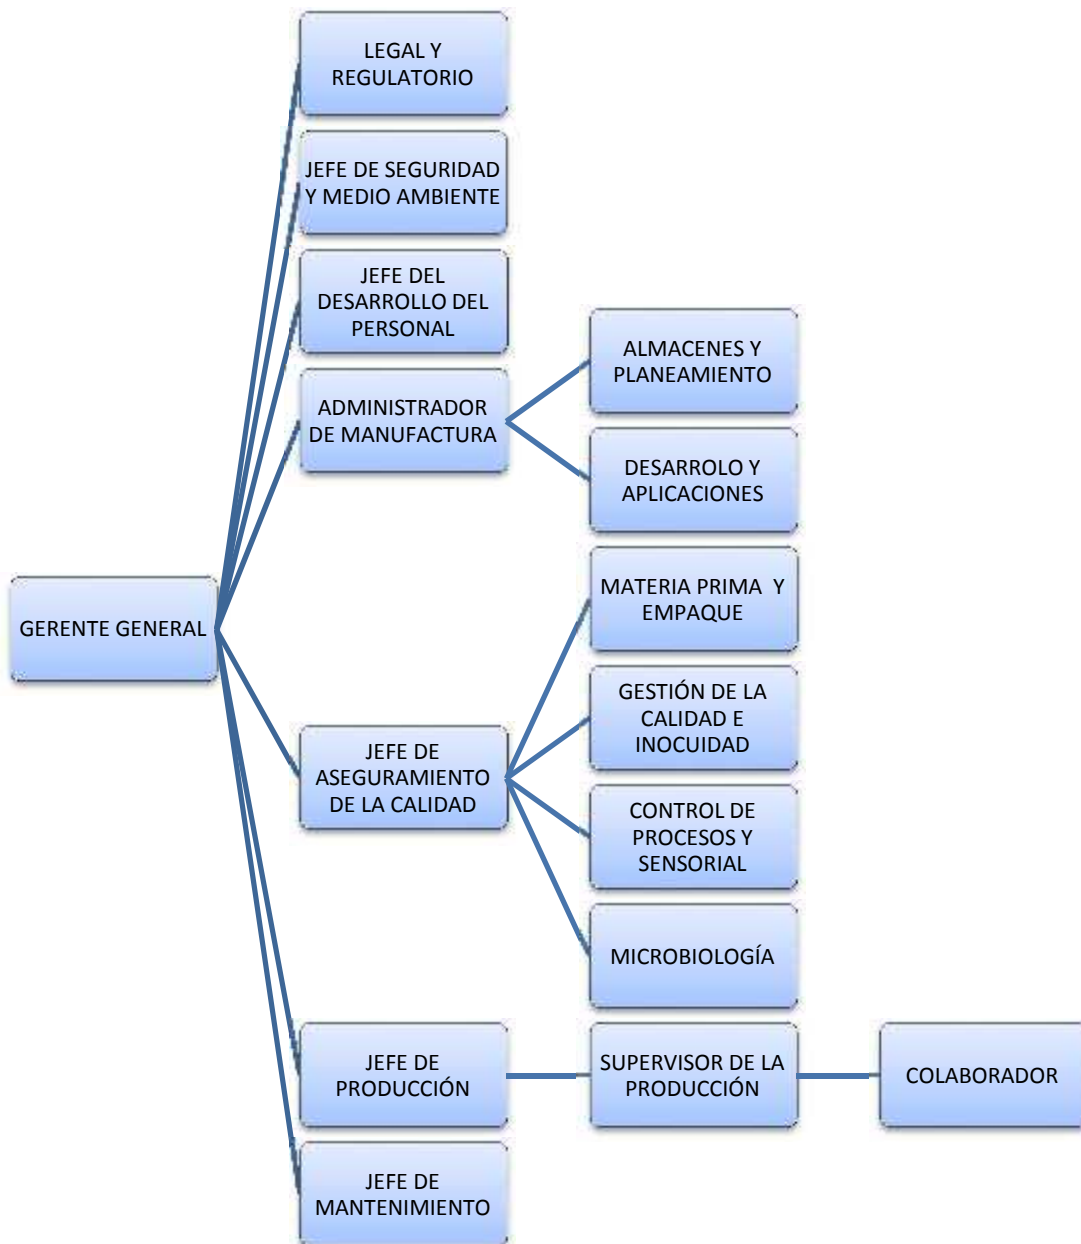 LEGAL Y
REGULATORIO
JEFE DE SEGURIDAD
Y MEDIO AMBIENTE
JEFE DEL
DESARROLLO DEL
PERSONAL
ADMINISTRADOR
DE MANUFACTURA
ALMACENES Y
PLANEAMIENTO
DESARROLO Y
APLICACIONES
GERENTE GENERAL
JEFE DE
ASEGURAMIENTO
DE LA CALIDAD
MATERIA PRIMA Y
EMPAQUE
GESTIÓN DE LA
CALIDAD E
INOCUIDAD
CONTROL DE
PROCESOS Y
SENSORIAL
MICROBIOLOGÍA
JEFE DE
PRODUCCIÓN
SUPERVISOR DE LA
PRODUCCIÓN
COLABORADOR
JEFE DE
MANTENIMIENTO